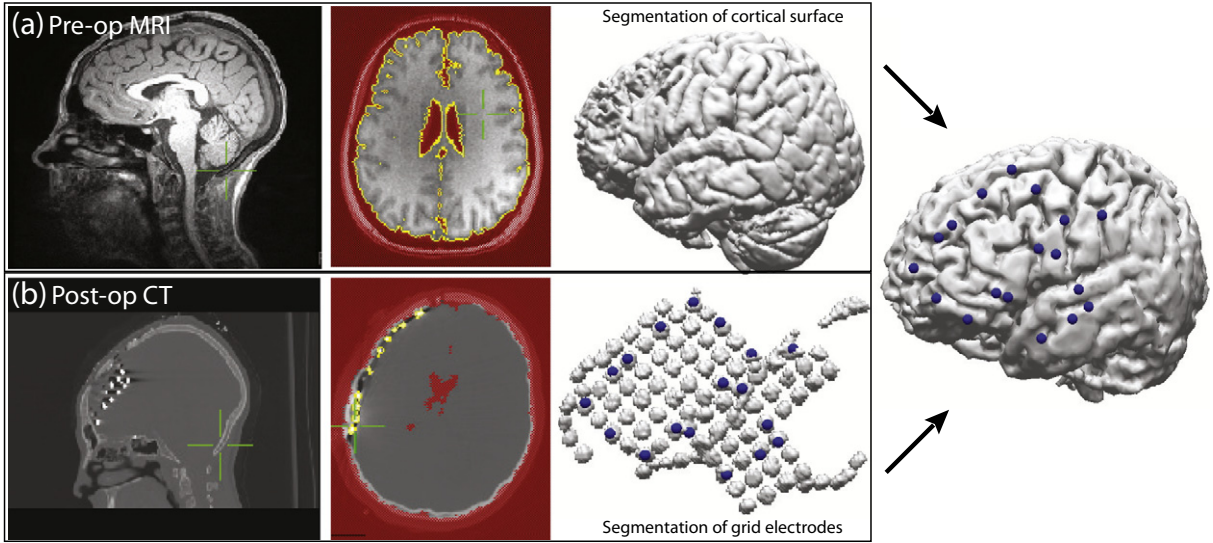 (a) Pre-op MRI
Segmentation of cortical surface
(b) Post-op CT
Segmentation of grid electrodes